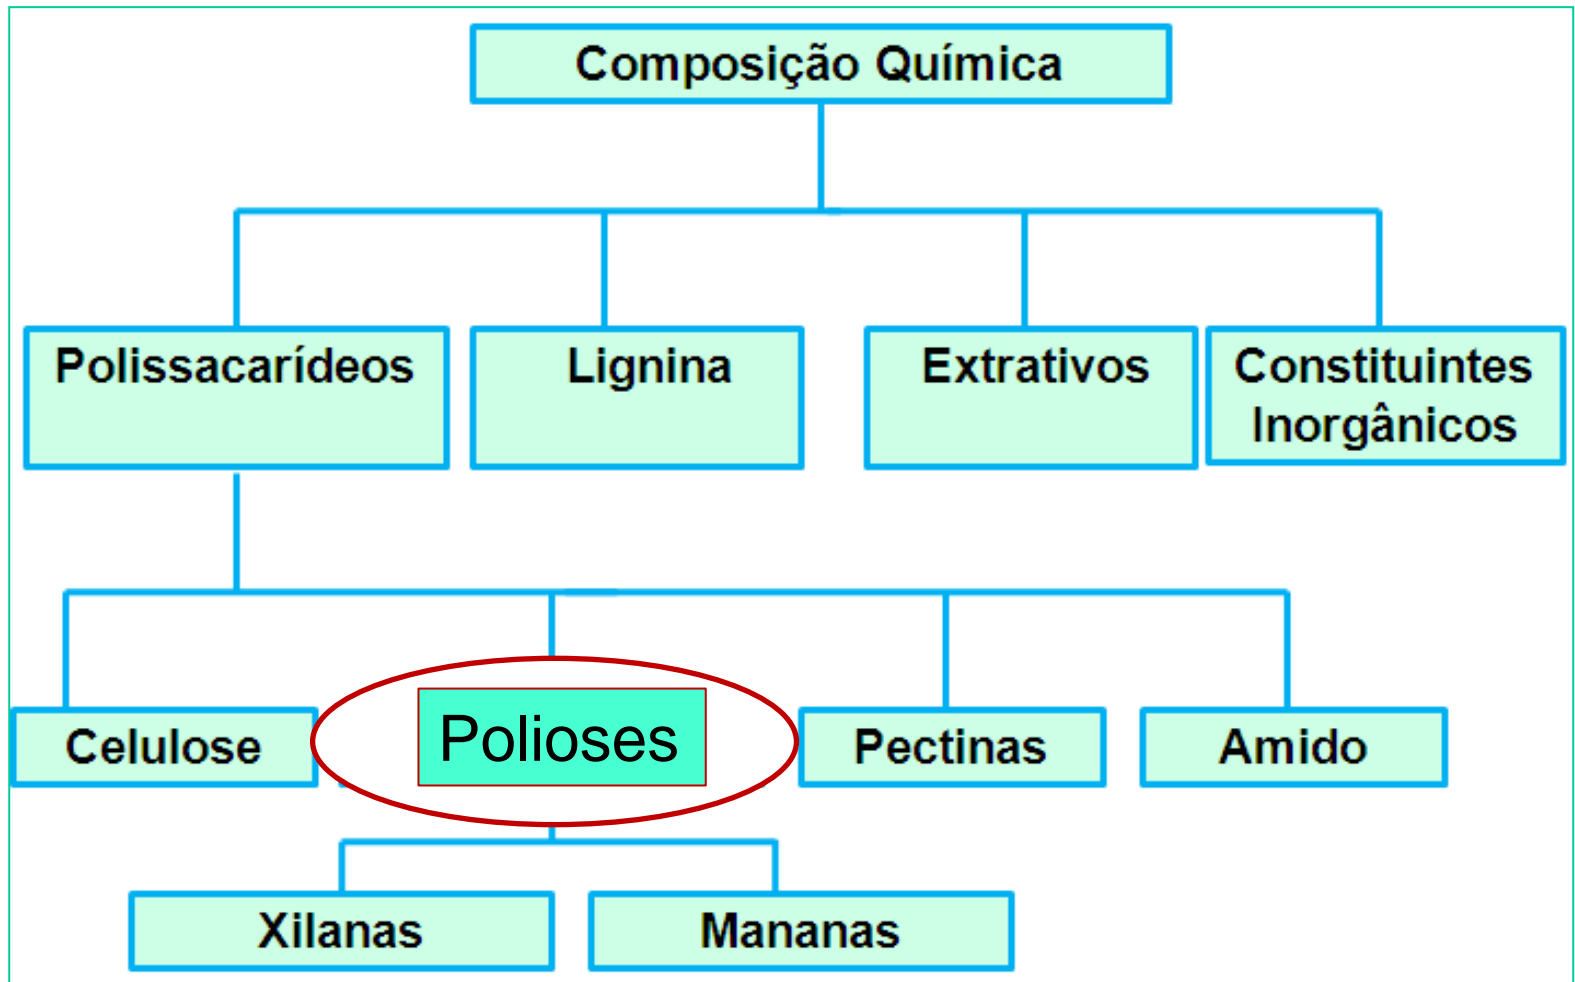 Composição Química
Polissacarídeos
Lignina
Extrativos
Constituintes
Inorgânicos
Celulose
Polioses
Pectinas
Amido
Xilanas
Mananas